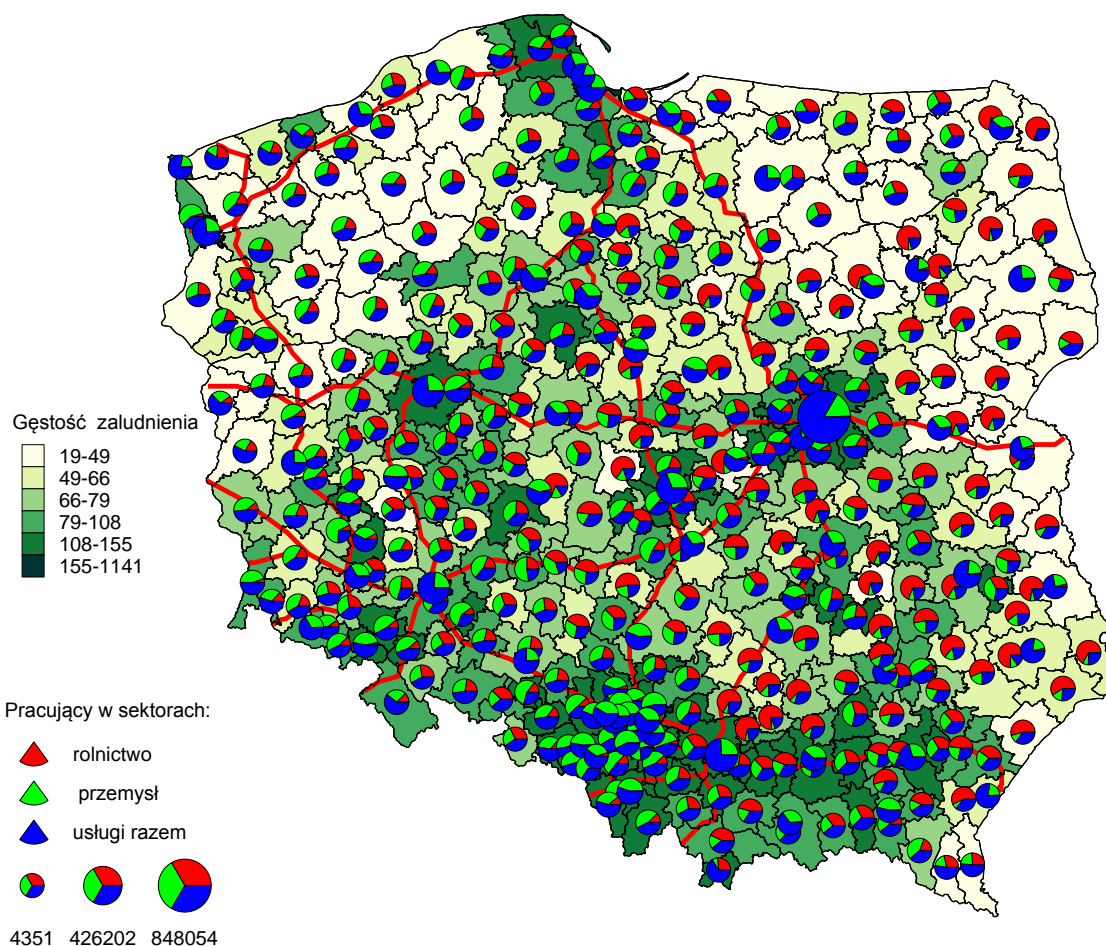 Gęstość zaludnienia
19-49
49-66
66-79
79-108
108-155
155-1141
Pracujący w sektorach:
rolnictwo
przemysł
usługi razem
4351 426202 848054